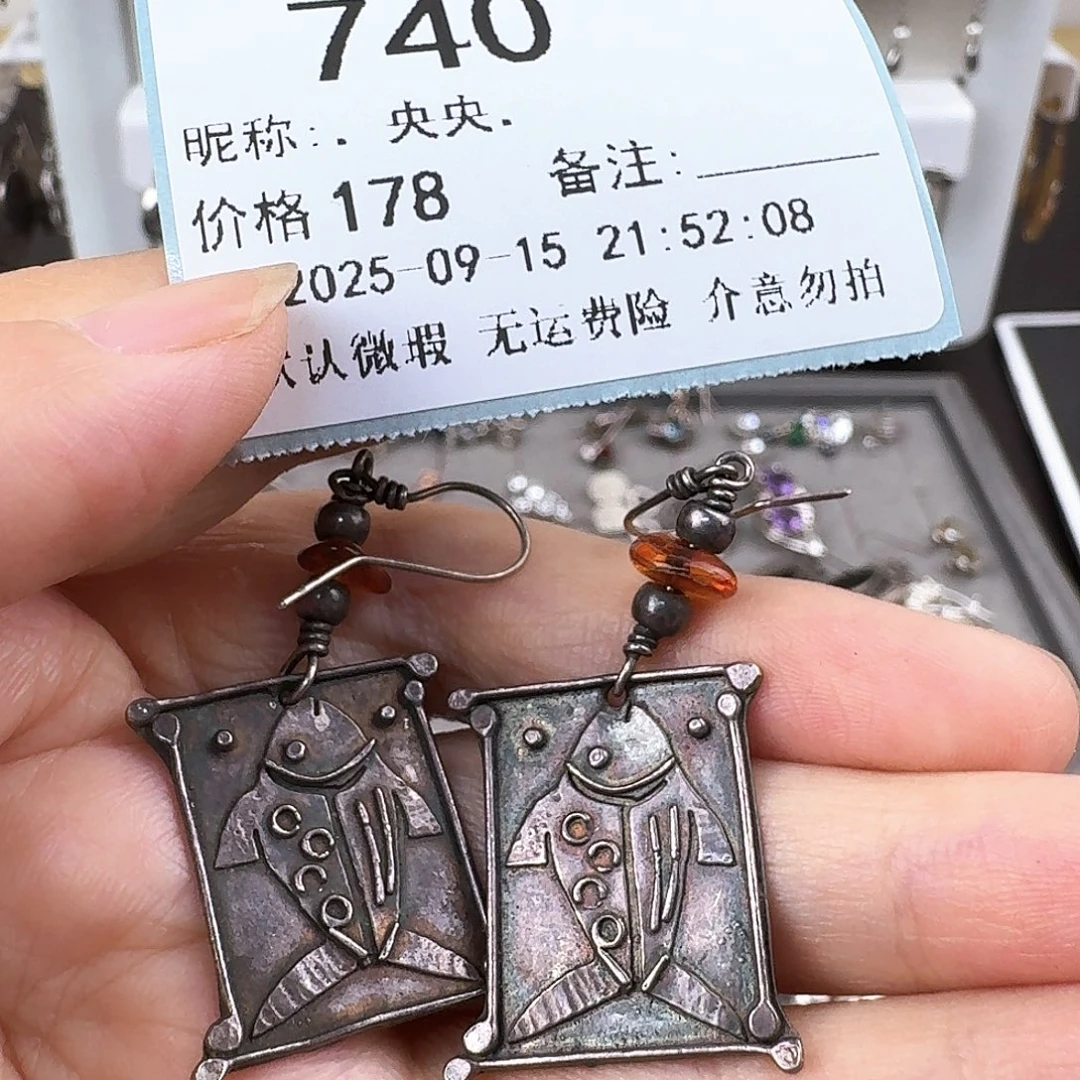 740
昵称:. 央央.
价格 178 备注:
2025-09-15 21:52:08
认微瑕 无运费险 介意勿拍